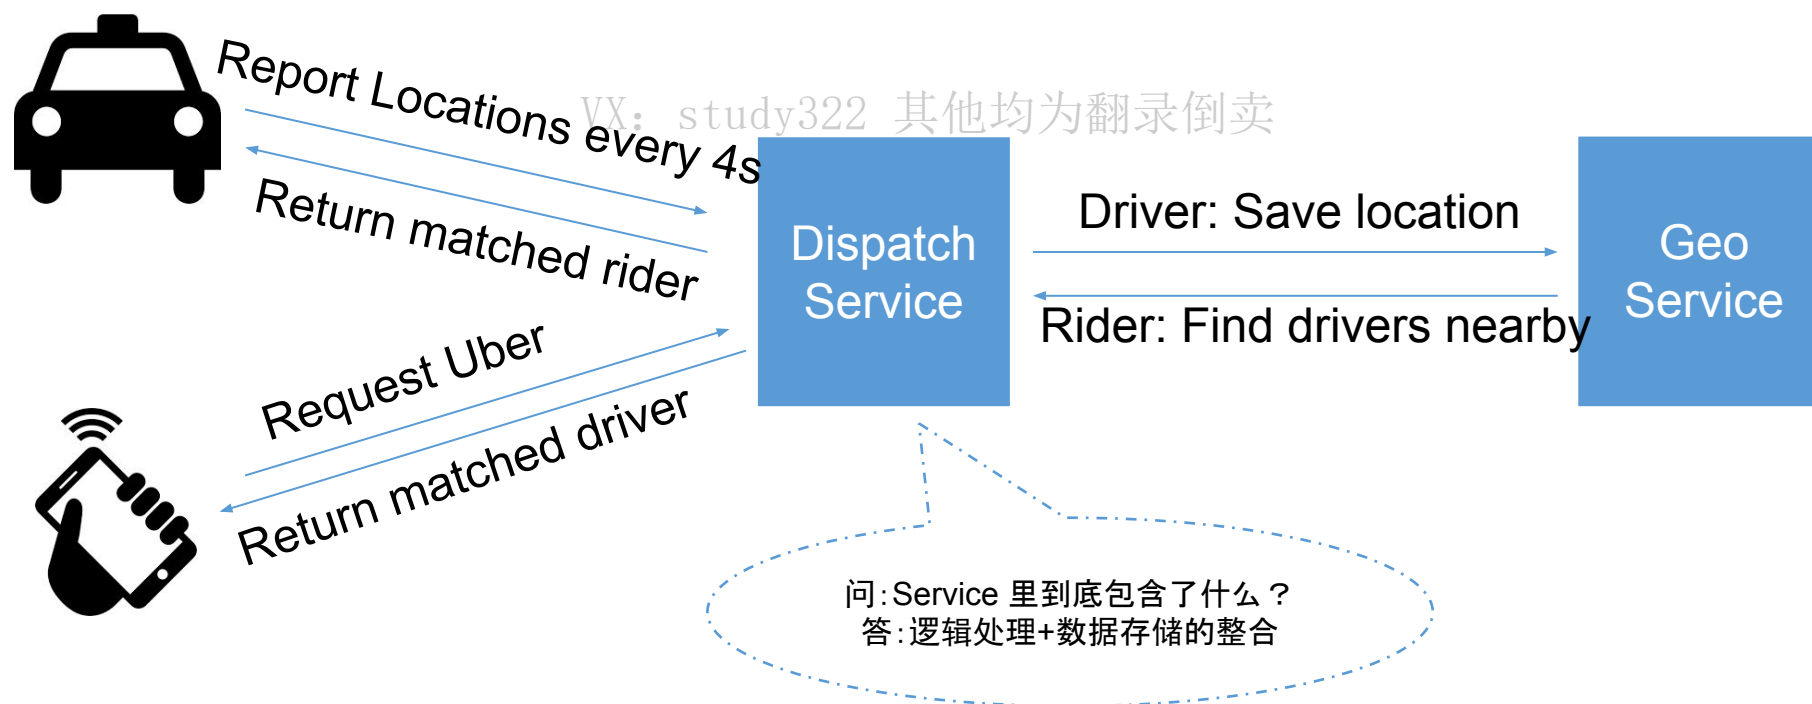 Report Locations every 4s
VX: study322 其他均为翻录倒卖
Return matched rider
Dispatch
Service
Driver: Save location
Rider: Find drivers nearby
Geo
Service
Request Uber
Return matched driver
问:Service 里到底包含了什么?
答:逻辑处理+数据存储的整合